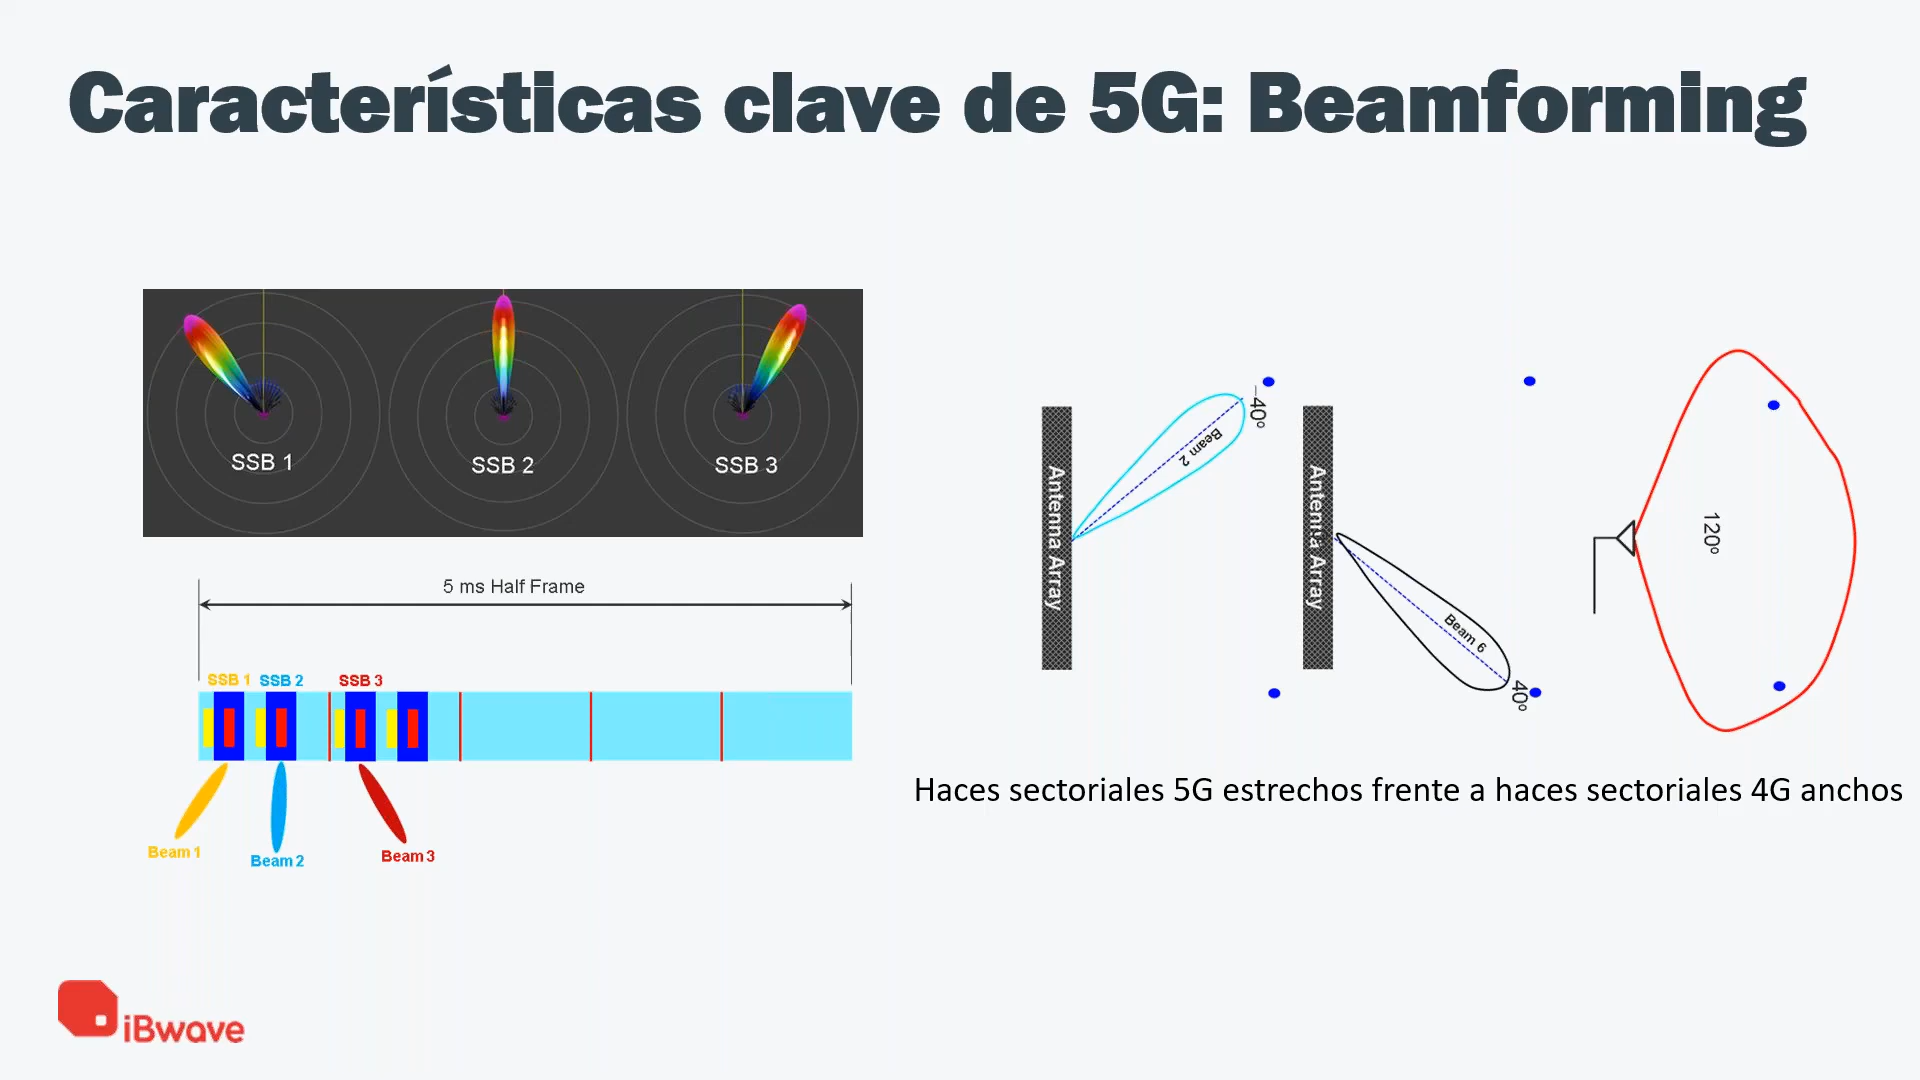 Características clave de 5G: Beamforming
SSB 1
SSB 2
SSB 3
5 ms Half Frame
SSB 1
SSB 2
SSB 3
Beam 1
Beam 2
Beam 3
Antenna Array
Beam 2
-40º
Antenna Array
Beam 6
40º
120º
Haces sectoriales 5G estrechos frente a haces sectoriales 4G anchos
iBwave